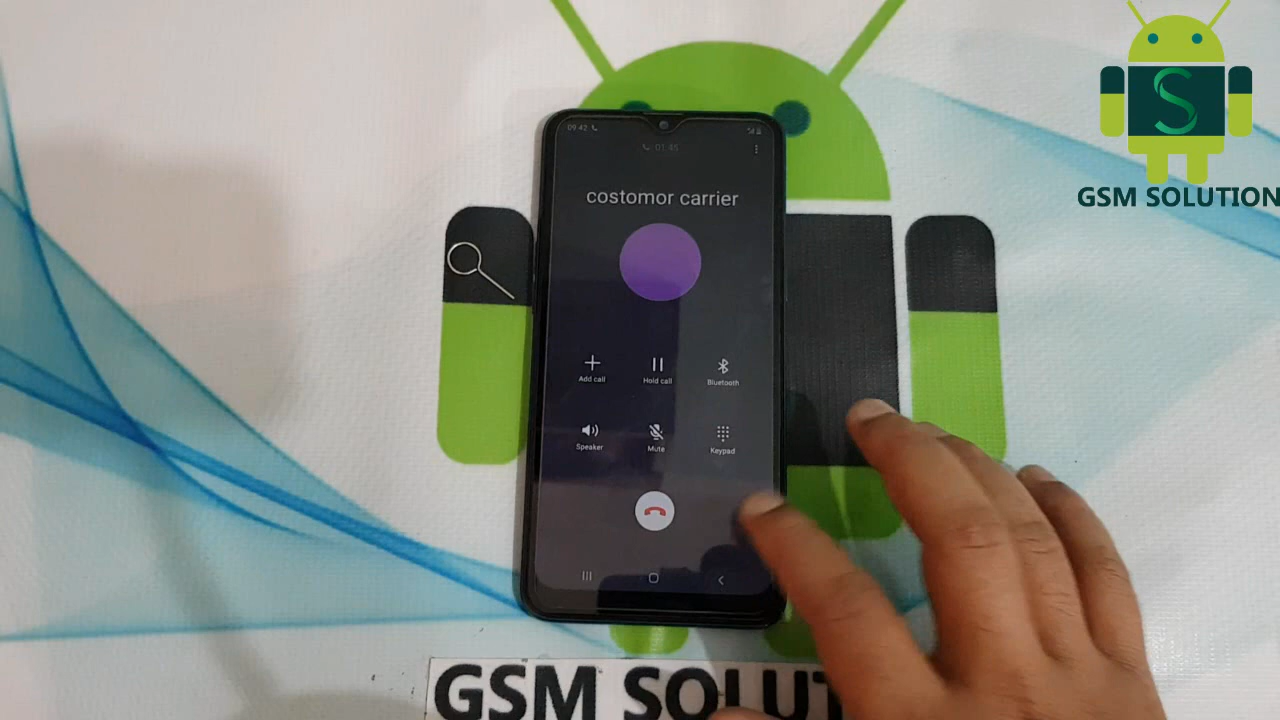 09:42
01:45
costomor carrier
Add call
Hold call
Bluetooth
Speaker
Mute
Keypad
GSM SOLUTION
GSM SOLUT